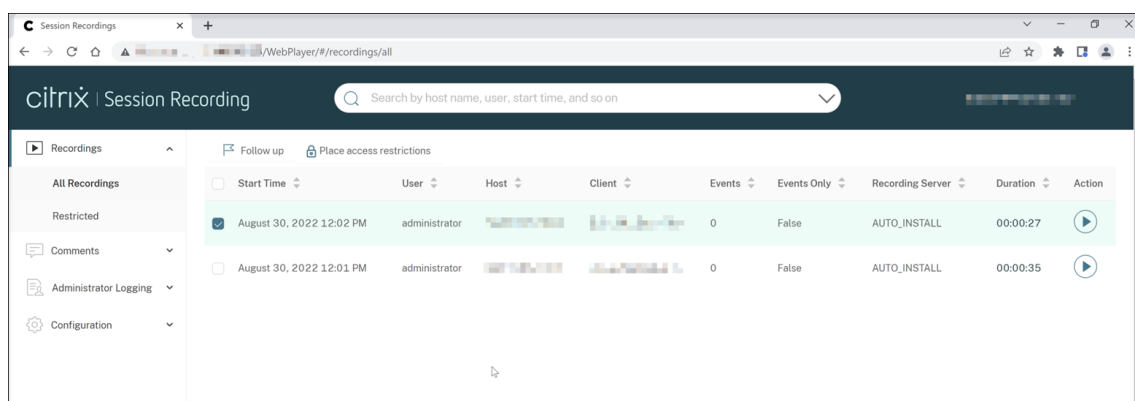 Session Recordings
/WebPlayer/#/recordings/all
citrix | Session Recording
Search by host name, user, start time, and so on
Recordings
All Recordings
Restricted
Comments
Administrator Logging
Configuration
Follow up Place access restrictions
Start Time User Host Client Events Events Only Recording Server Duration Action
August 30, 2022 12:02 PM administrator 0 False AUTO_INSTALL 00:00:27
August 30, 2022 12:01 PM administrator 0 False AUTO_INSTALL 00:00:35